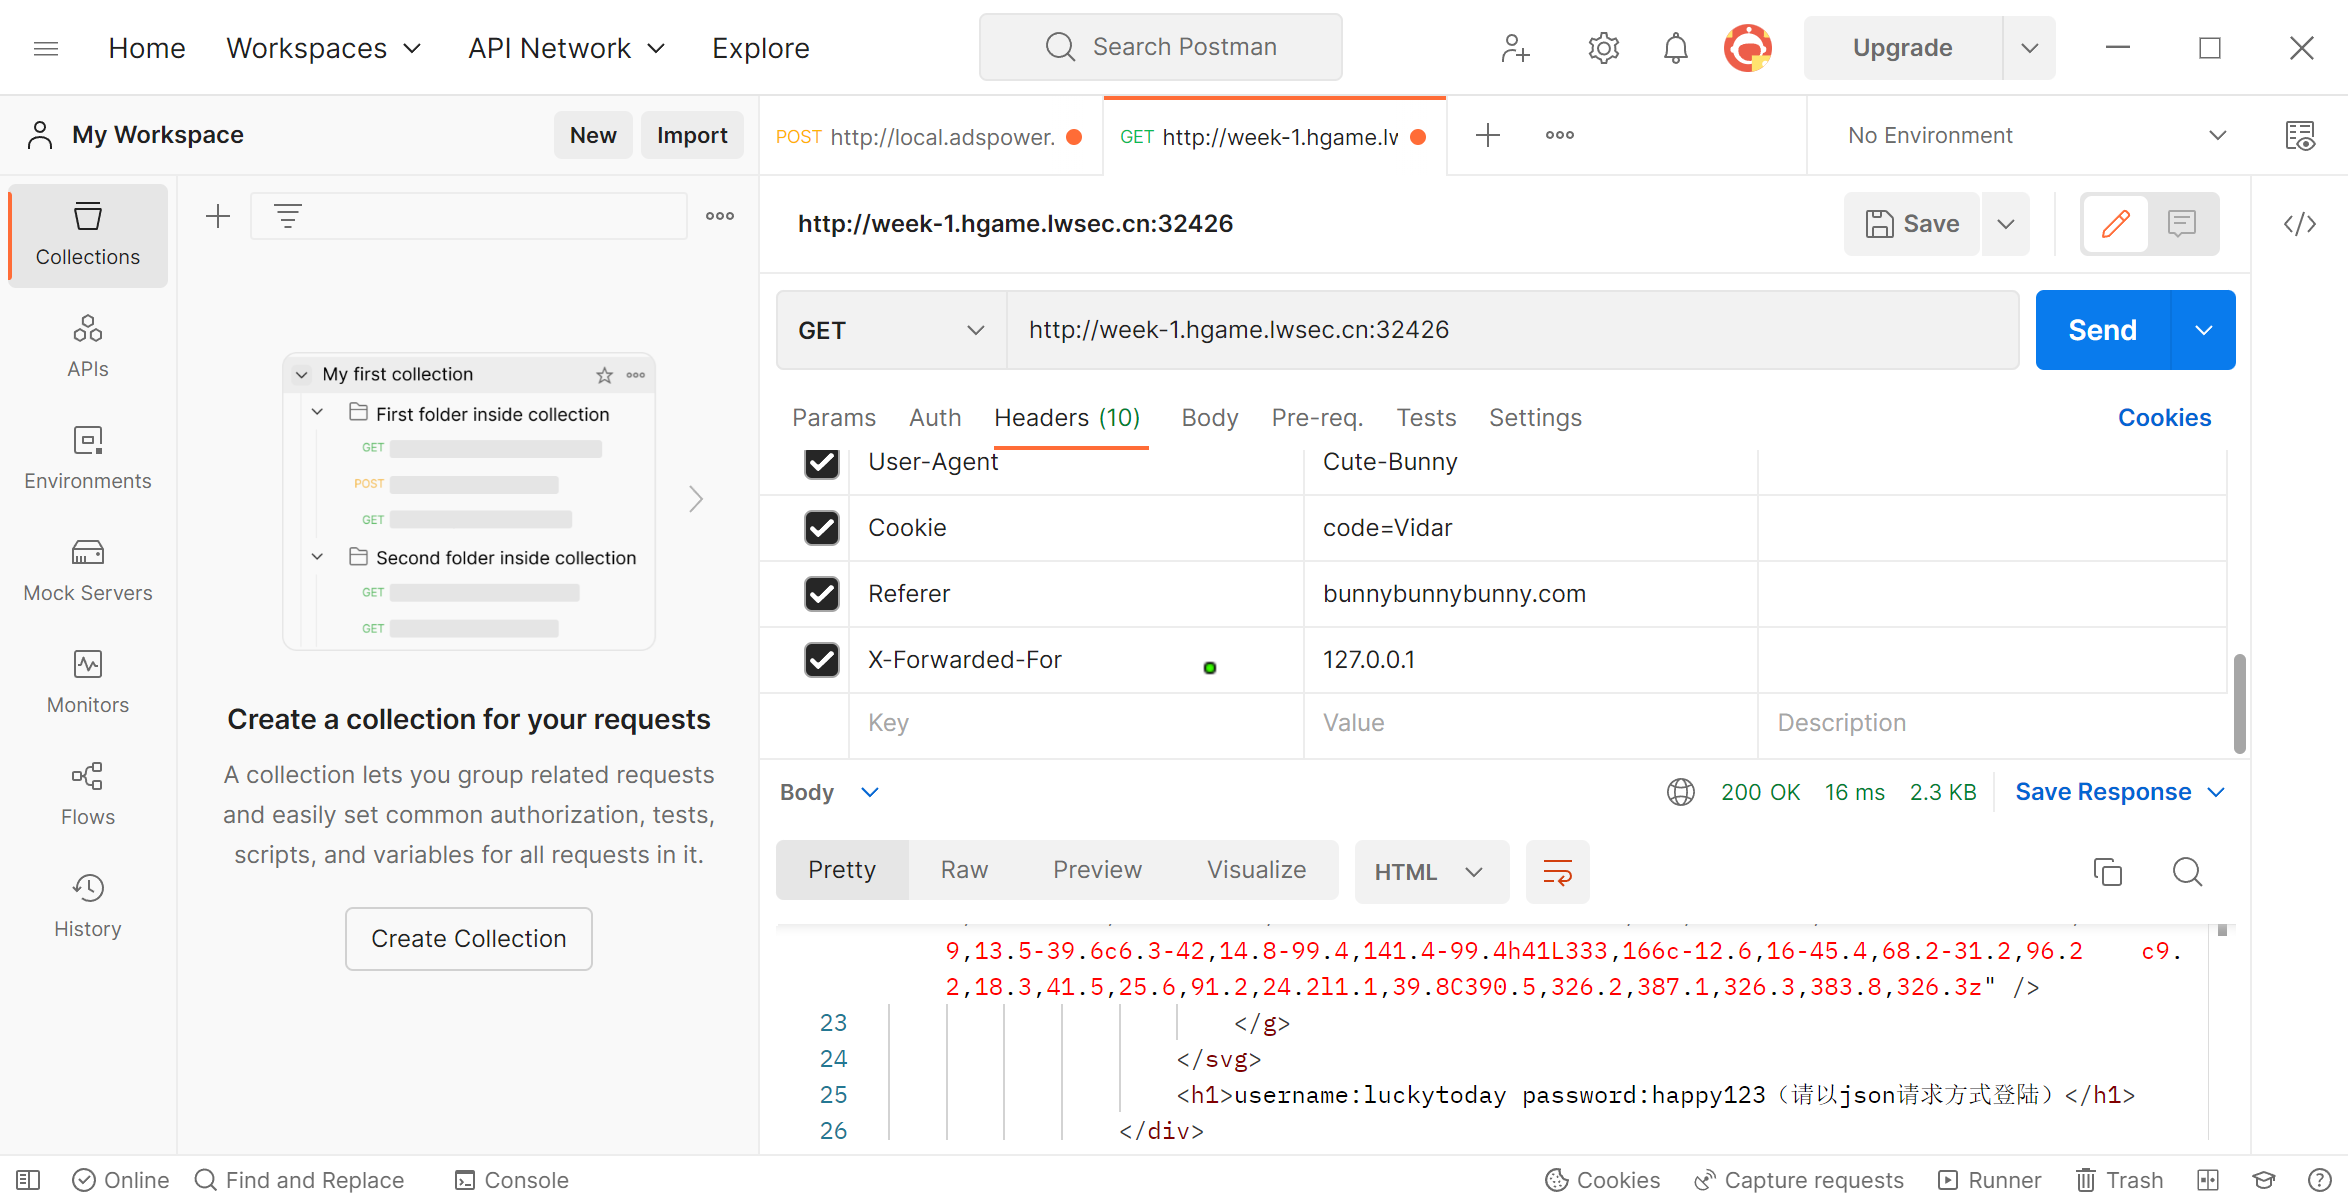 Home Workspaces API Network Explore Search Postman Upgrade
My Workspace New Import POST http://local.adspower. GET http://week-1.hgame.lw No Environment
http://week-1.hgame.lwsec.cn:32426 Save
GET http://week-1.hgame.lwsec.cn:32426 Send
Params Auth Headers (10) Body Pre-req. Tests Settings Cookies
User-Agent Cute-Bunny
Cookie code=Vidar
Referer bunnybunnybunny.com
X-Forwarded-For 127.0.0.1
Key Value Description
Collections
APIs
Environments
Mock Servers
Monitors
Flows
History
My first collection
First folder inside collection
GET
POST
GET
Second folder inside collection
GET
GET
Create a collection for your requests
A collection lets you group related requests
and easily set common authorization, tests,
scripts, and variables for all requests in it.
Create Collection
Body 200 OK 16 ms 2.3 KB Save Response
Pretty Raw Preview Visualize HTML
9,13.5-39.6c6.3-42,14.8-99.4,141.4-99.4h41L333,166c-12.6,16-45.4,68.2-31.2,96.2 c9.
2,18.3,41.5,25.6,91.2,24.2l1.1,39.8C390.5,326.2,387.1,326.3,383.8,326.3z" />
23 </g>
24 </svg>
25 <h1>username:luckytoday password:happy123（请以json请求方式登陆）</h1>
26 </div>
Online Find and Replace Console Cookies Capture requests Runner Trash